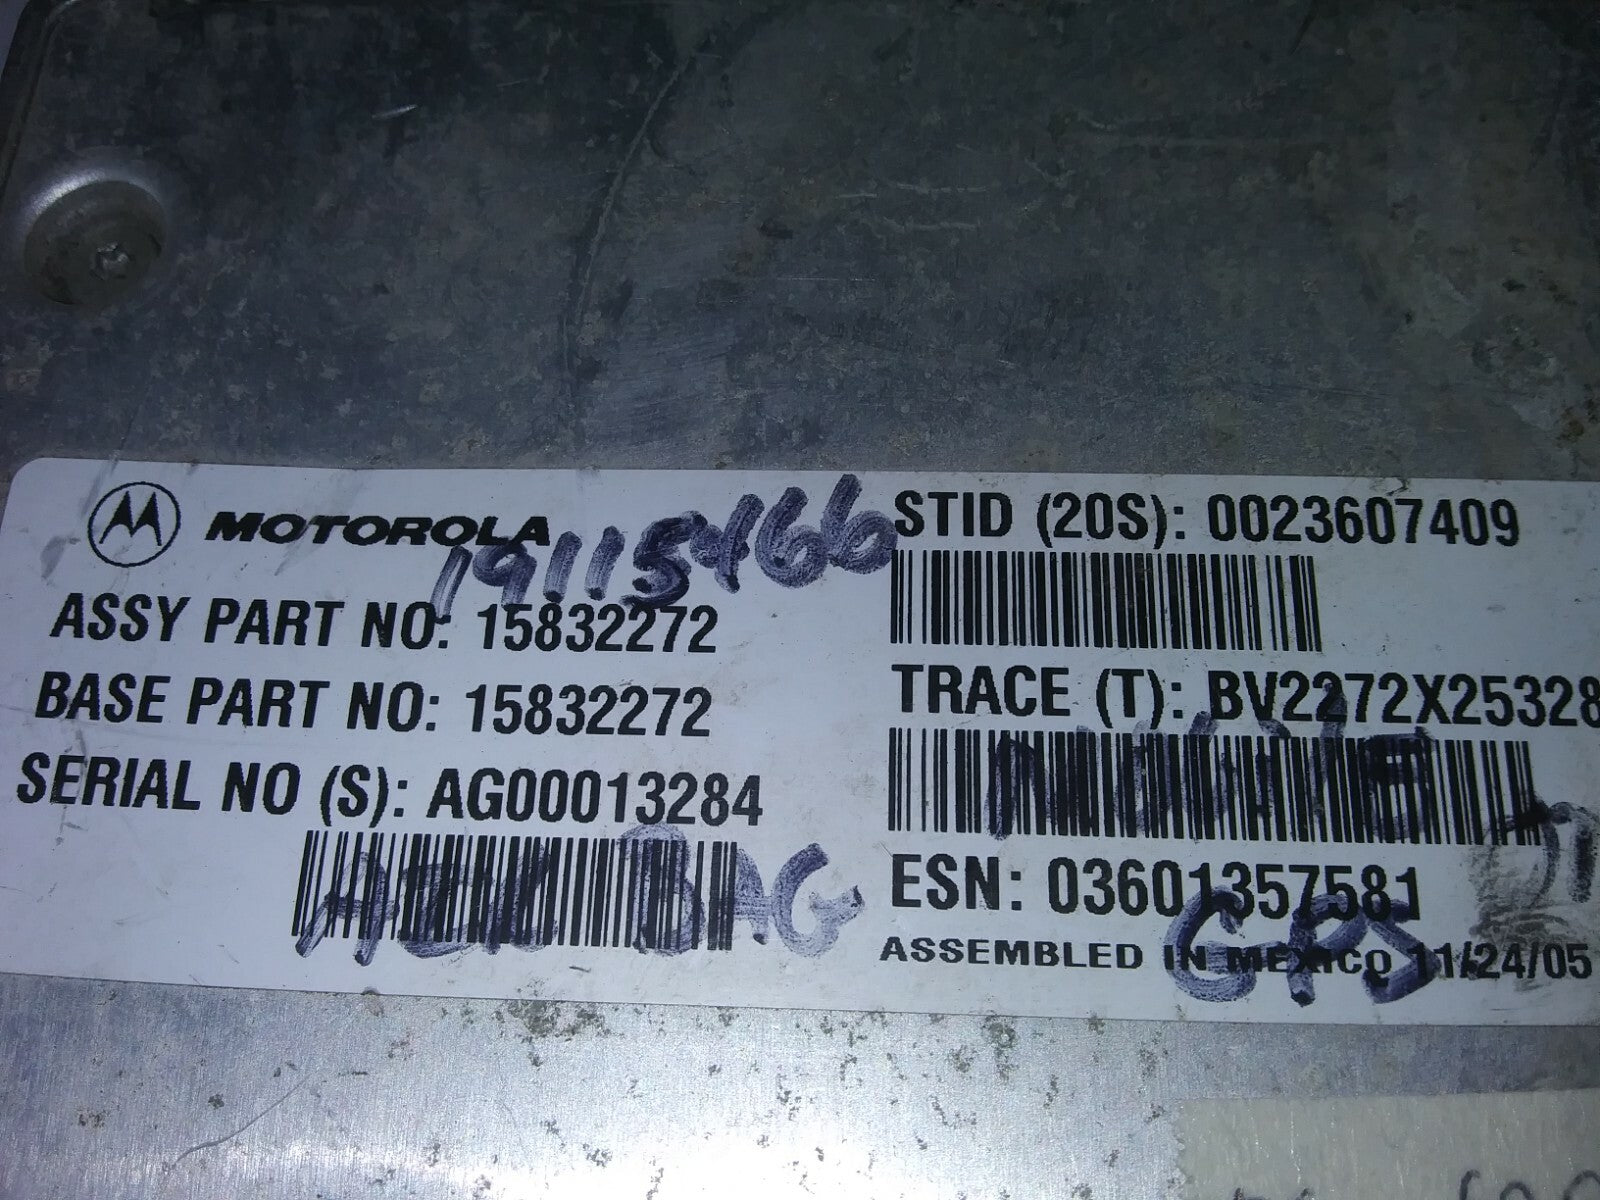 MOTOROLA
19115466
ASSY PART NO: 15832272
BASE PART NO: 15832272
SERIAL NO (S): AG00013284
BAG
STID (20S): 0023607409
TRACE (T): BV2272X25328
ESN: 03601357581
GPS
ASSEMBLED IN MEXICO 11/24/05